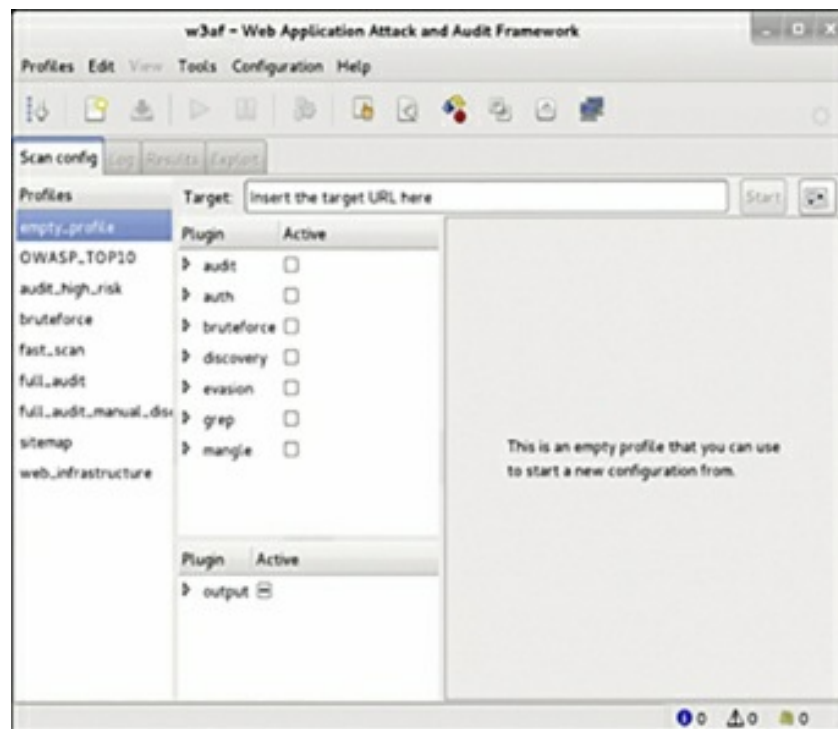 w3af - Web Application Attack and Audit Framework
Profiles Edit View Tools Configuration Help
Scan config Log Results Exploit
Profiles
empty_profile
OWASP_TOP10
audit_high_risk
bruteforce
fast_scan
full_audit
full_audit_manual_dis
sitemap
web_infrastructure
Target: Insert the target URL here Start
Plugin Active
audit
auth
bruteforce
discovery
evasion
grep
mangle
Plugin Active
output
This is an empty profile that you can use
to start a new configuration from.
0 0 0